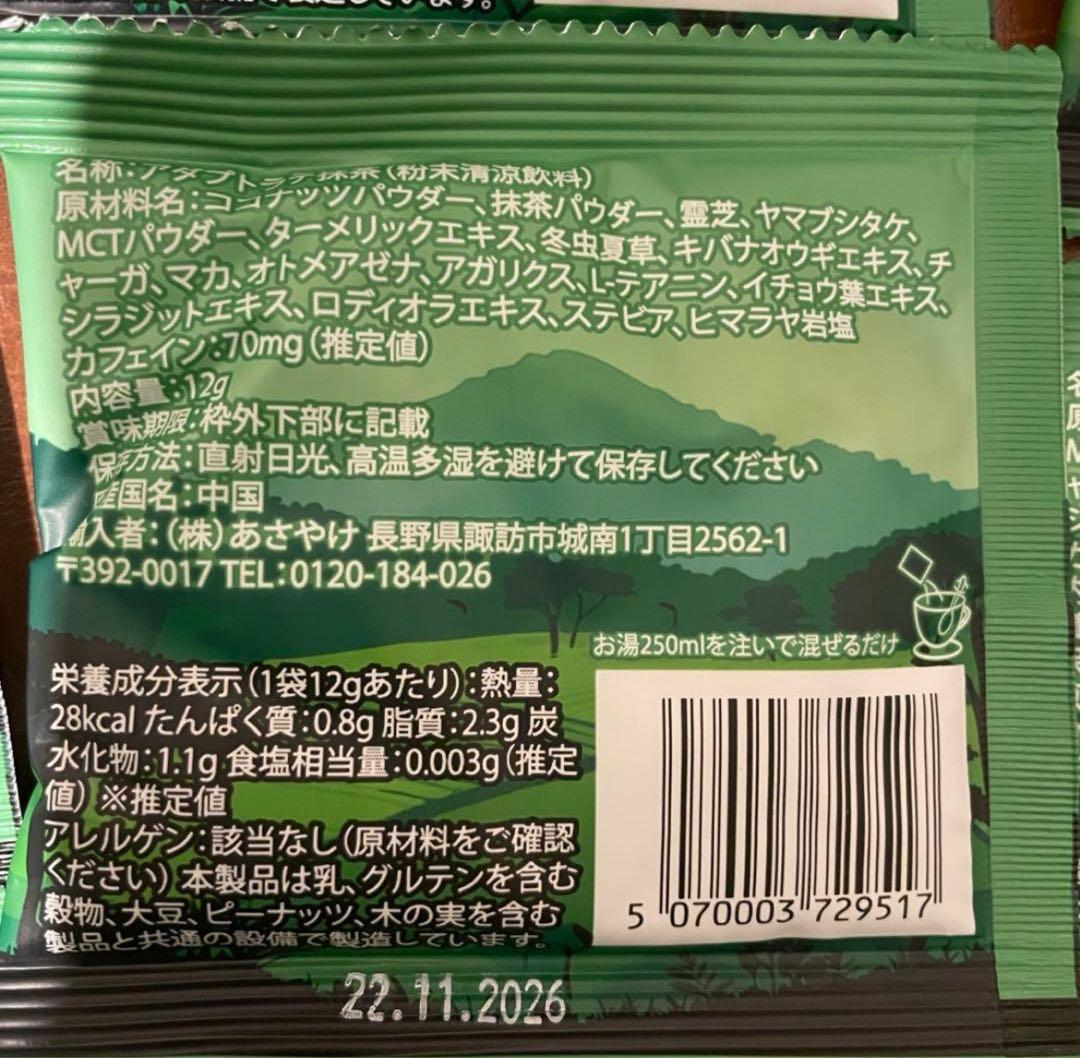 名称:アダプトラテ抹茶(粉末清涼飲料)
原材料名:ココナッツパウダー、抹茶パウダー、霊芝、ヤマブシタケ、
MCTパウダー、ターメリックエキス、冬虫夏草、キバナオウギエキス、チ
ャーガ、マカ、オトメアゼナ、アガリクス、L-テアニン、イチョウ葉エキス、
シラジットエキス、ロディオラエキス、ステビア、ヒマラヤ岩塩
カフェイン:70mg(推定値)
内容量:12g
賞味期限:枠外下部に記載
保存方法:直射日光、高温多湿を避けて保存してください
産国名:中国
輸入者:(株)あさやけ 長野県諏訪市城南1丁目2562-1
〒392-0017 TEL:0120-184-026
お湯250mlを注いで混ぜるだけ
栄養成分表示(1袋12gあたり):熱量:
28kcal たんぱく質:0.8g 脂質:2.3g 炭
水化物:1.1g 食塩相当量:0.003g(推定
値)※推定値
アレルゲン:該当なし(原材料をご確認
ください)本製品は乳、グルテンを含む
穀物、大豆、ピーナッツ、木の実を含む
製品と共通の設備で製造しています。
5 070003 729517
22.11.2026